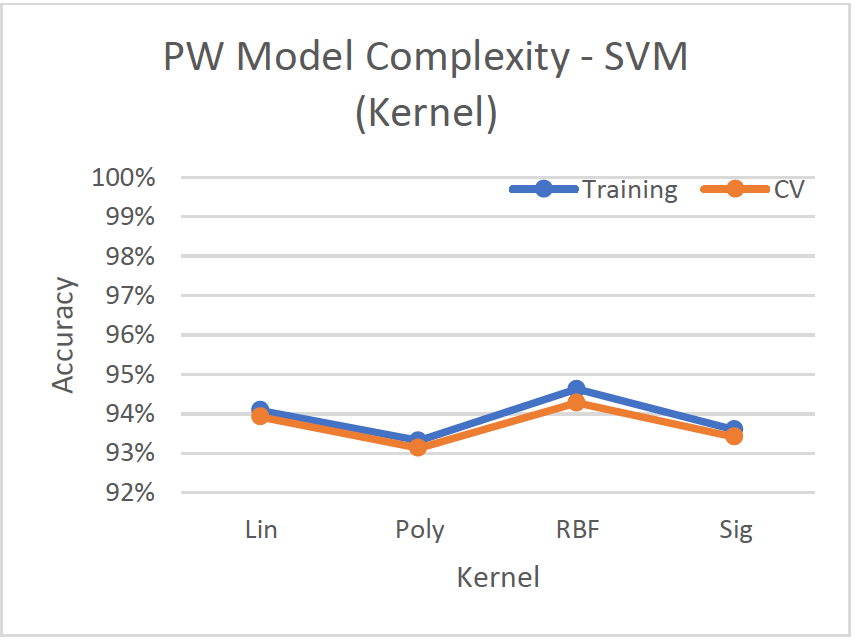 PW Model Complexity - SVM
(Kernel)
100%
99%
98%
97%
96%
95%
94%
93%
92%
Training
CV
Accuracy
Lin
Poly
RBF
Sig
Kernel